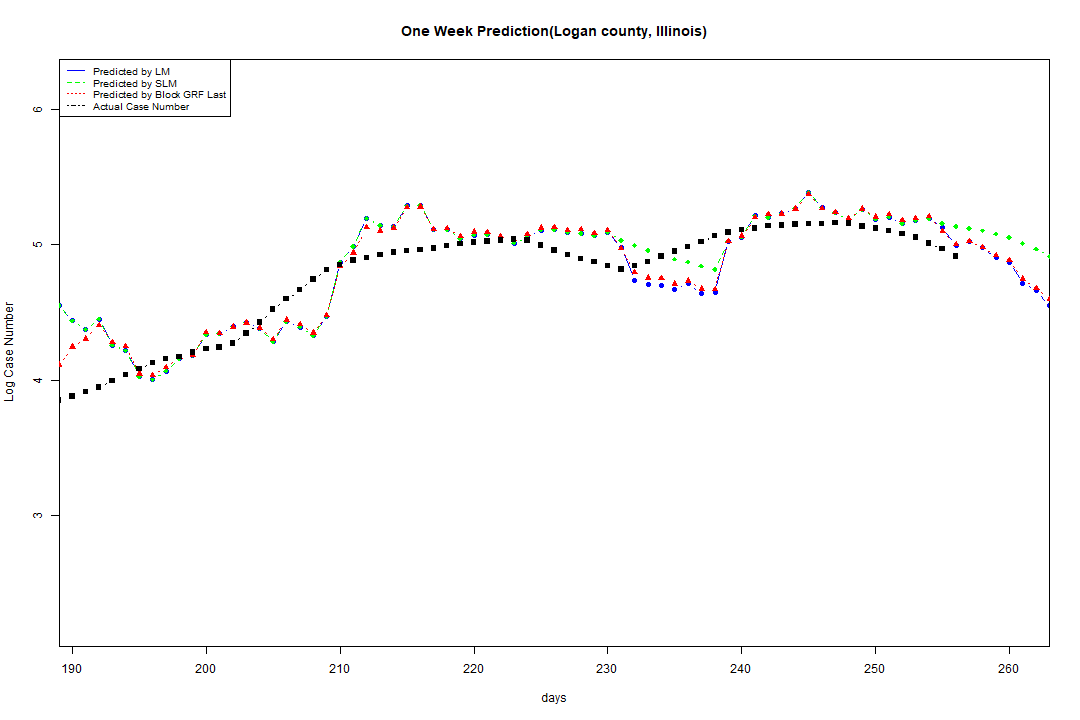 One Week Prediction(Logan county, Illinois)
Predicted by LM
Predicted by SLM
Predicted by Block GRF Last
Actual Case Number
6
5
4
3
Log Case Number
190 200 210 220 230 240 250 260
days